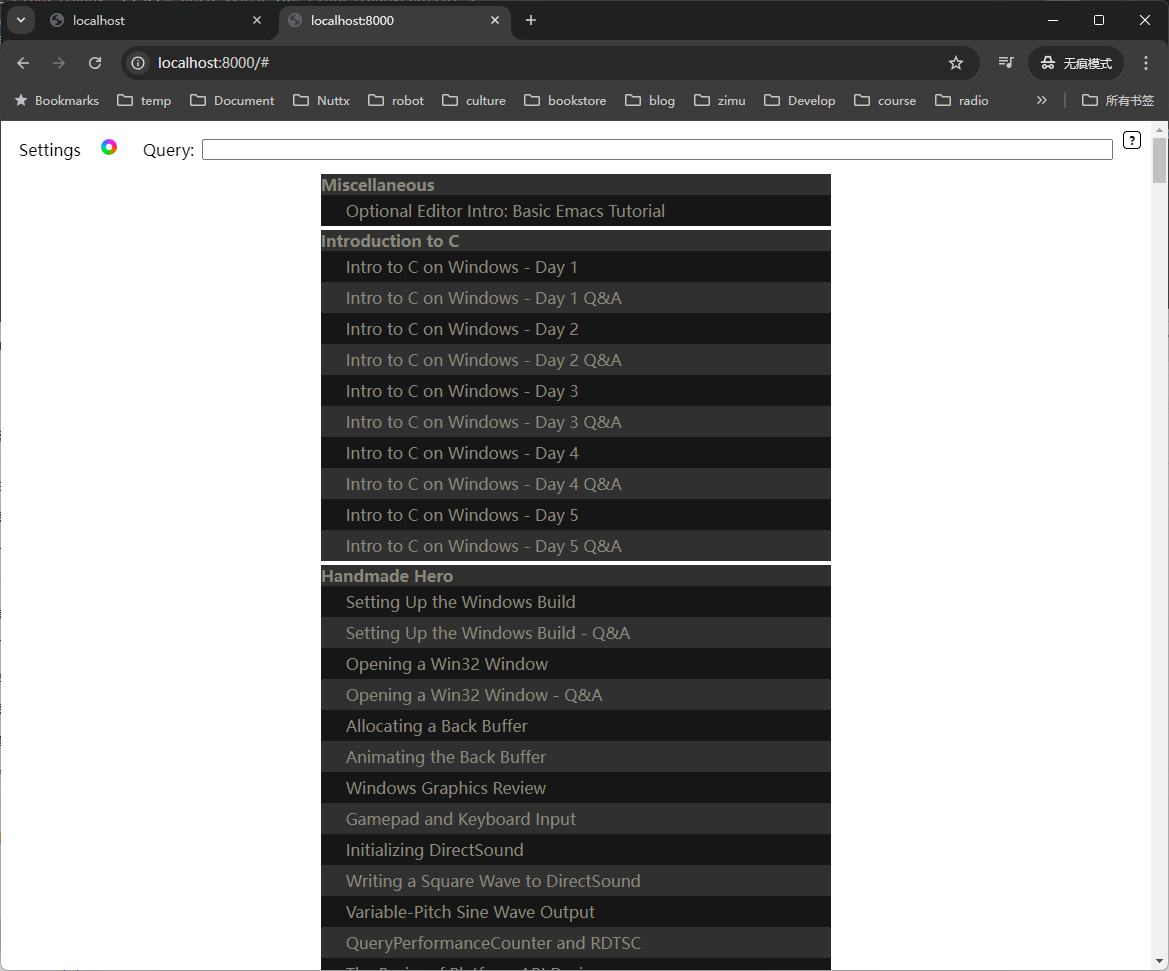 localhost
localhost:8000
localhost:8000/#
无痕模式
Bookmarks temp Document Nuttx robot culture bookstore blog zimu Develop course radio 所有书签
Settings Query: ?
Miscellaneous
Optional Editor Intro: Basic Emacs Tutorial
Introduction to C
Intro to C on Windows - Day 1
Intro to C on Windows - Day 1 Q&A
Intro to C on Windows - Day 2
Intro to C on Windows - Day 2 Q&A
Intro to C on Windows - Day 3
Intro to C on Windows - Day 3 Q&A
Intro to C on Windows - Day 4
Intro to C on Windows - Day 4 Q&A
Intro to C on Windows - Day 5
Intro to C on Windows - Day 5 Q&A
Handmade Hero
Setting Up the Windows Build
Setting Up the Windows Build - Q&A
Opening a Win32 Window
Opening a Win32 Window - Q&A
Allocating a Back Buffer
Animating the Back Buffer
Windows Graphics Review
Gamepad and Keyboard Input
Initializing DirectSound
Writing a Square Wave to DirectSound
Variable-Pitch Sine Wave Output
QueryPerformanceCounter and RDTSC